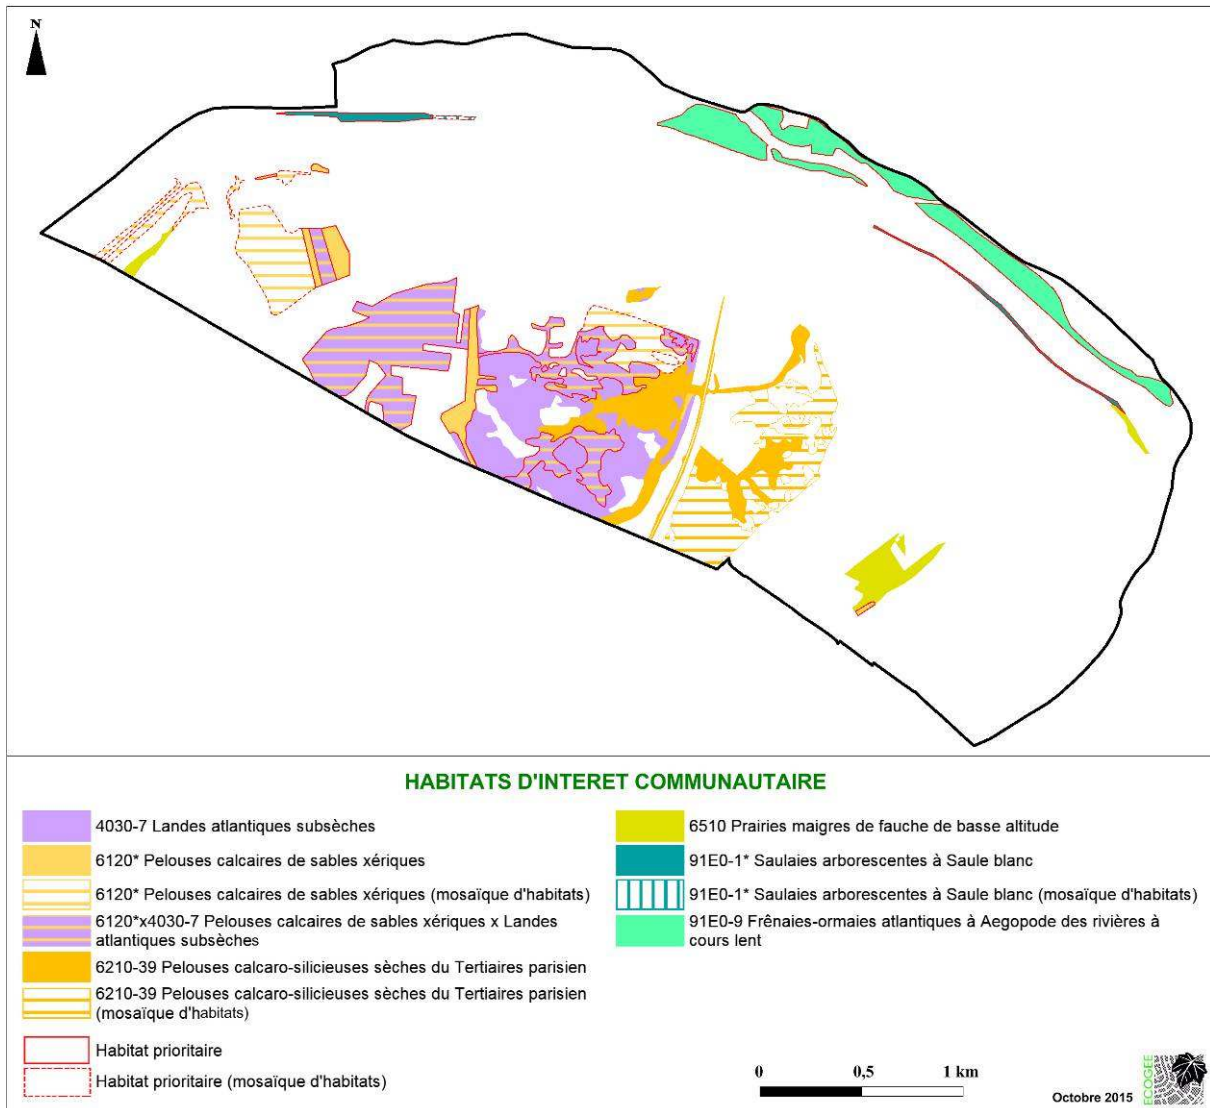 N
HABITATS D'INTERET COMMUNAUTAIRE
4030-7 Landes atlantiques subsèches
6120* Pelouses calcaires de sables xériques
6120* Pelouses calcaires de sables xériques (mosaïque d'habitats)
6120*x4030-7 Pelouses calcaires de sables xériques x Landes
atlantiques subsèches
6210-39 Pelouses calcaro-silicieuses sèches du Tertiaires parisien
6210-39 Pelouses calcaro-silicieuses sèches du Tertiaires parisien
(mosaïque d'habitats)
Habitat prioritaire
Habitat prioritaire (mosaïque d'habitats)
6510 Prairies maigres de fauche de basse altitude
91E0-1* Saulaies arborescentes à Saule blanc
91E0-1* Saulaies arborescentes à Saule blanc (mosaïque d'habitats)
91E0-9 Frênaies-ormaies atlantiques à Aegopode des rivières à
cours lent
0 0,5 1 km
Octobre 2015
ECOGEE